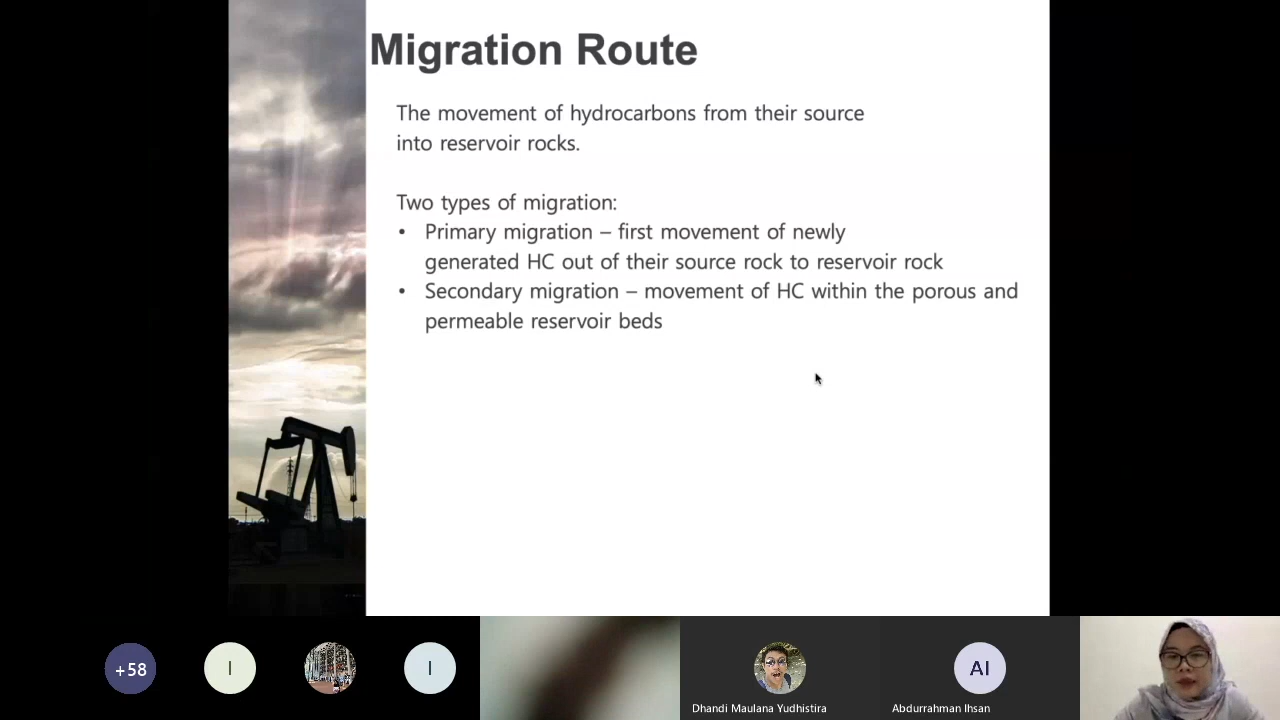 Migration Route
The movement of hydrocarbons from their source
into reservoir rocks.
Two types of migration:
• Primary migration – first movement of newly
generated HC out of their source rock to reservoir rock
• Secondary migration – movement of HC within the porous and
permeable reservoir beds
+58
I
I
AI
Dhandi Maulana Yudhistira
Abdurrahman Ihsan